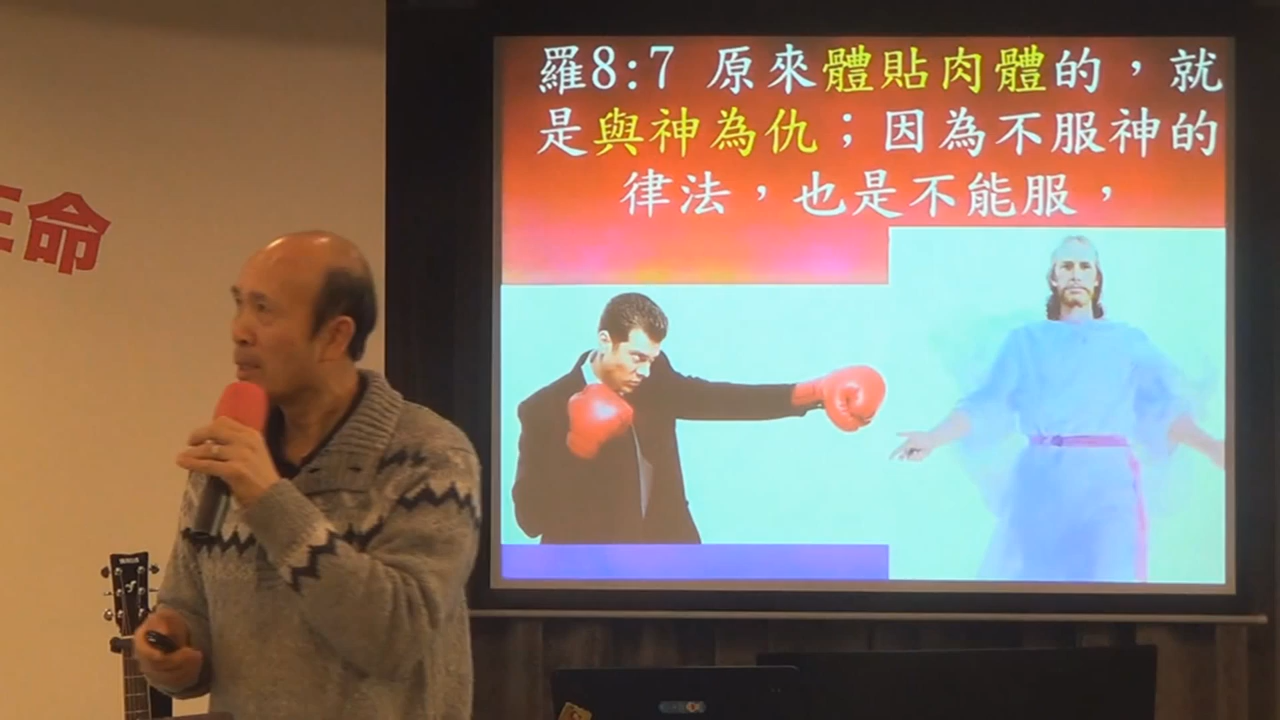 羅8:7 原來體貼肉體的，就
是與神為仇；因為不服神的
律法，也是不能服，
命
YAMAHA